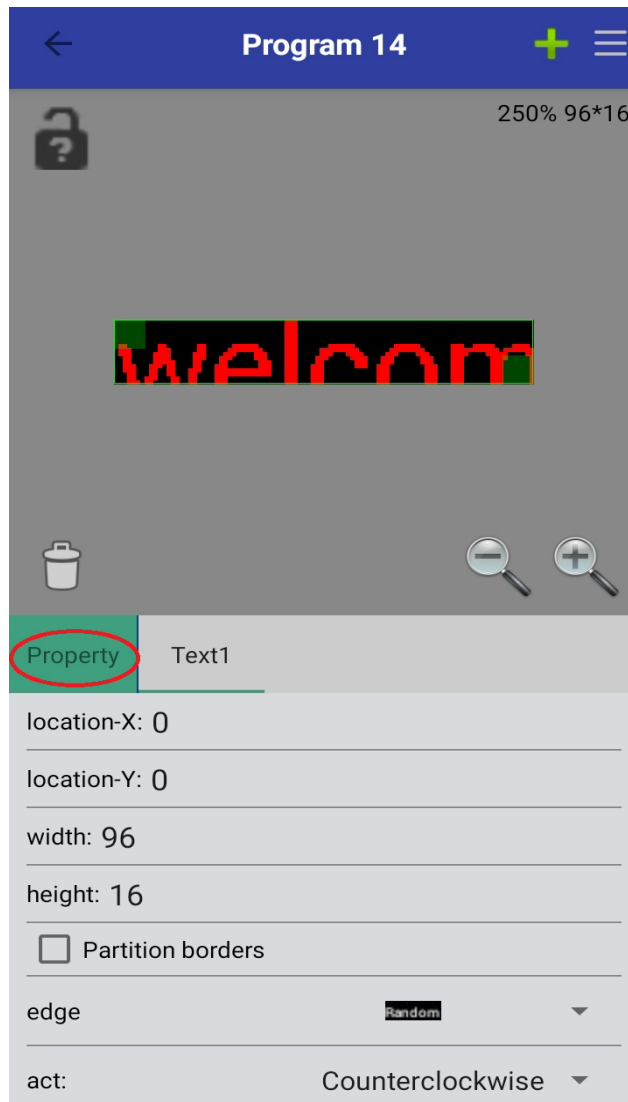 Program 14
250% 96*16
?
welcom
Property Text1
location-X: 0
location-Y: 0
width: 96
height: 16
Partition borders
edge Random
act: Counterclockwise